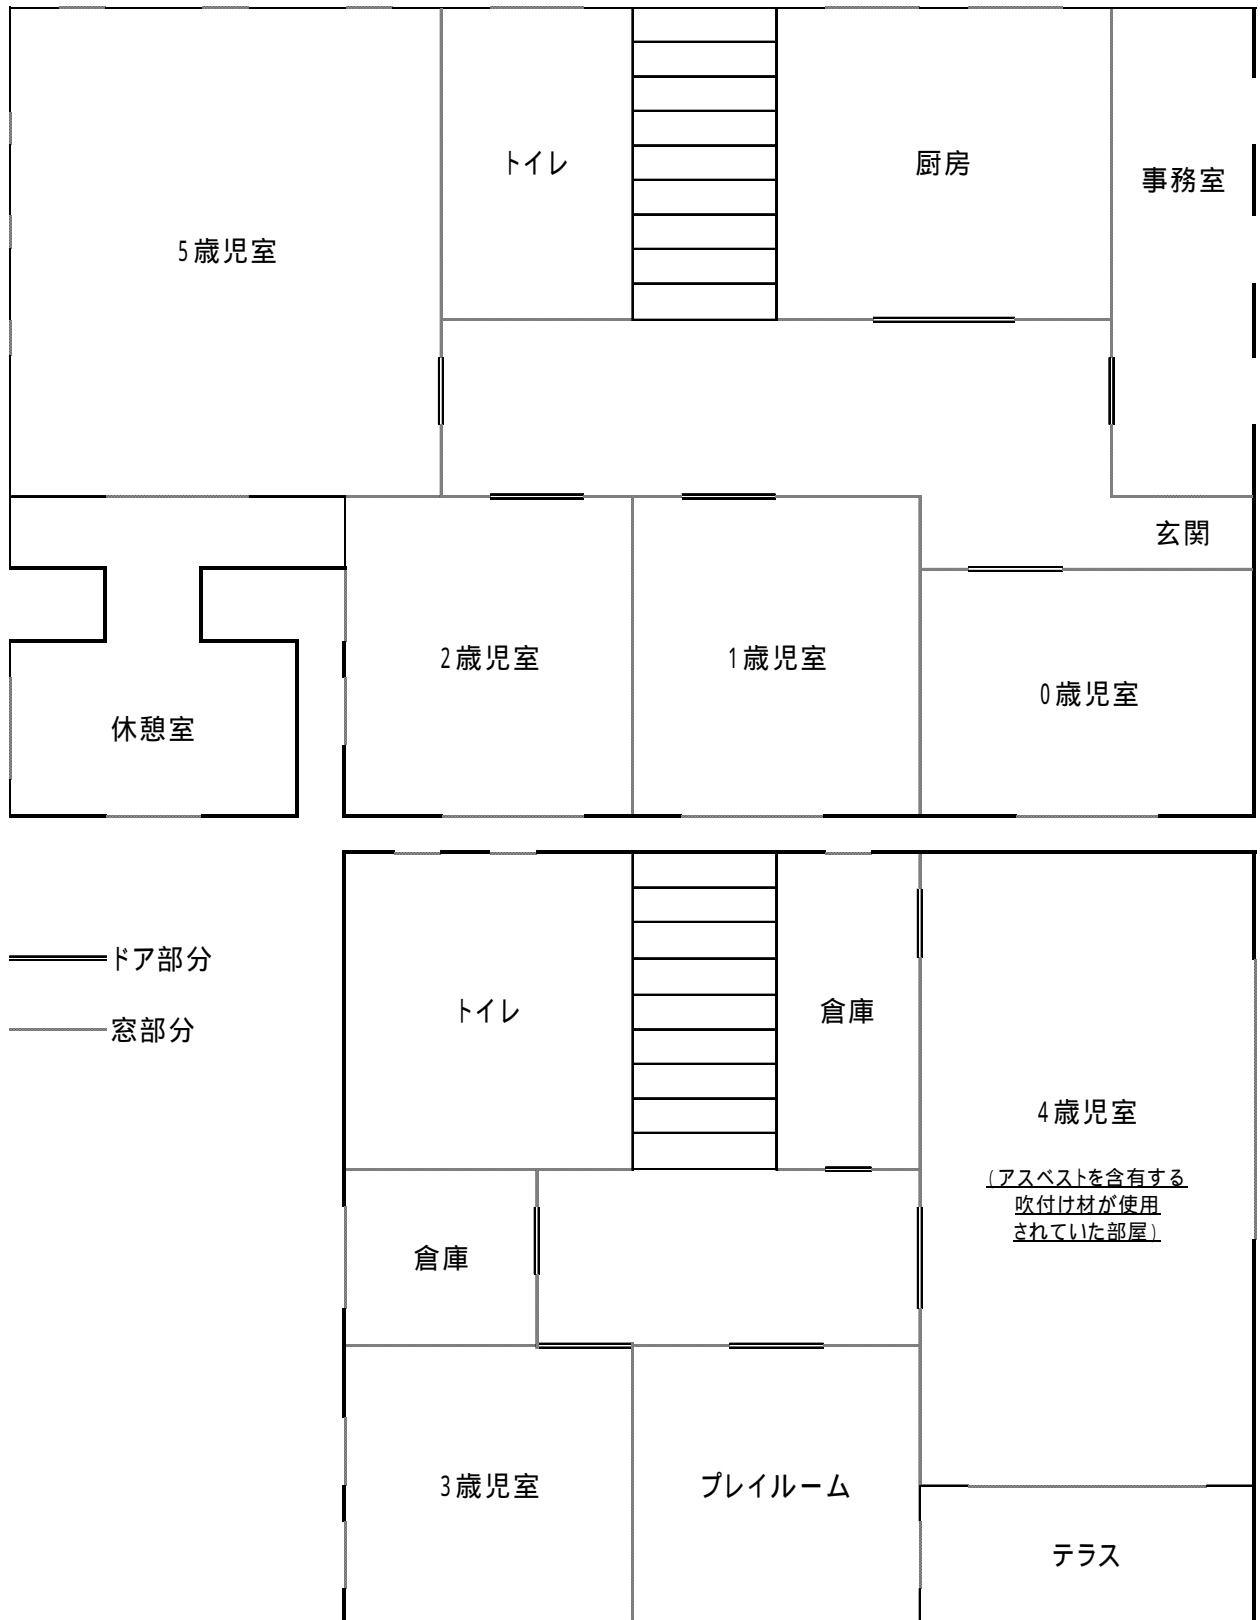 トイレ
厨房
事務室
5歳児室
玄関
2歳児室
1歳児室
0歳児室
休憩室
ドア部分
窓部分
トイレ
倉庫
4歳児室
(アスベストを含有する
吹付け材が使用
されていた部屋)
倉庫
3歳児室
プレイルーム
テラス